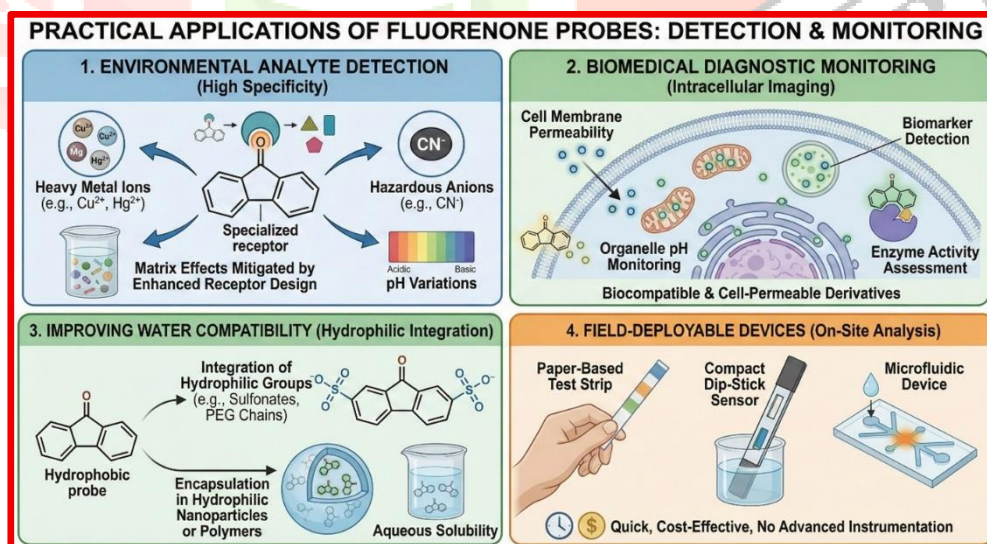 PRACTICAL APPLICATIONS OF FLUORENONE PROBES: DETECTION & MONITORING
1. ENVIRONMENTAL ANALYTE DETECTION
(High Specificity)
Cu²⁺
Cu²⁺
Mg
Hg²⁺
Heavy Metal Ions
(e.g., Cu²⁺, Hg²⁺)
O
Specialized
receptor
CN⁻
Hazardous Anions
(e.g., CN⁻)
Matrix Effects Mitigated by
Enhanced Receptor Design
Acidic
Basic
pH Variations
2. BIOMEDICAL DIAGNOSTIC MONITORING
(Intracellular Imaging)
Cell Membrane
Permeability
Biomarker
Detection
Organelle pH
Monitoring
Enzyme Activity
Assessment
Biocompatible & Cell-Permeable Derivatives
3. IMPROVING WATER COMPATIBILITY (Hydrophilic Integration)
O
Hydrophobic
probe
Integration of
Hydrophilic Groups
(e.g., Sulfonates,
PEG Chains)
Encapsulation
in Hydrophilic
Nanoparticles
or Polymers
Aqueous Solubility
4. FIELD-DEPLOYABLE DEVICES (On-Site Analysis)
Paper-Based
Test Strip
Compact
Dip-Stick
Sensor
Microfluidic
Device
$
Quick, Cost-Effective, No Advanced Instrumentation